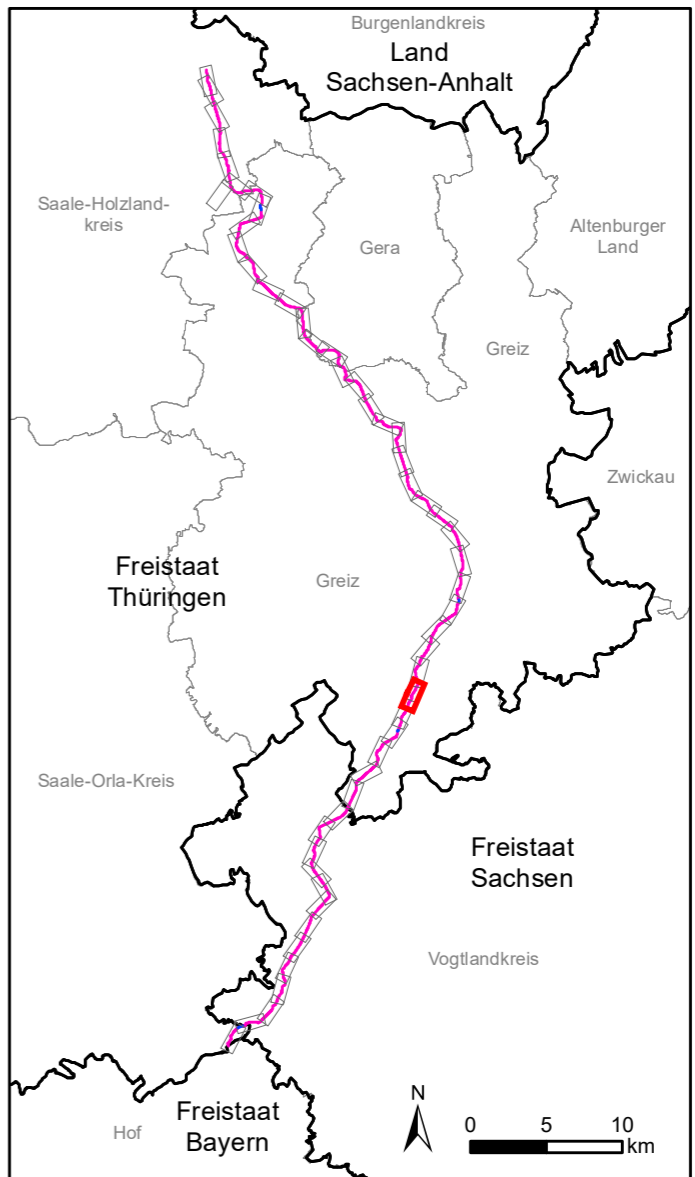 Burgenlandkreis
Land
Sachsen-Anhalt
Saale-Holzland-
kreis
Gera
Altenburger
Land
Greiz
Zwickau
Freistaat
Thüringen
Greiz
Saale-Orla-Kreis
Freistaat
Sachsen
Vogtlandkreis
Freistaat
Bayern
Hof
N
0 5 10
km